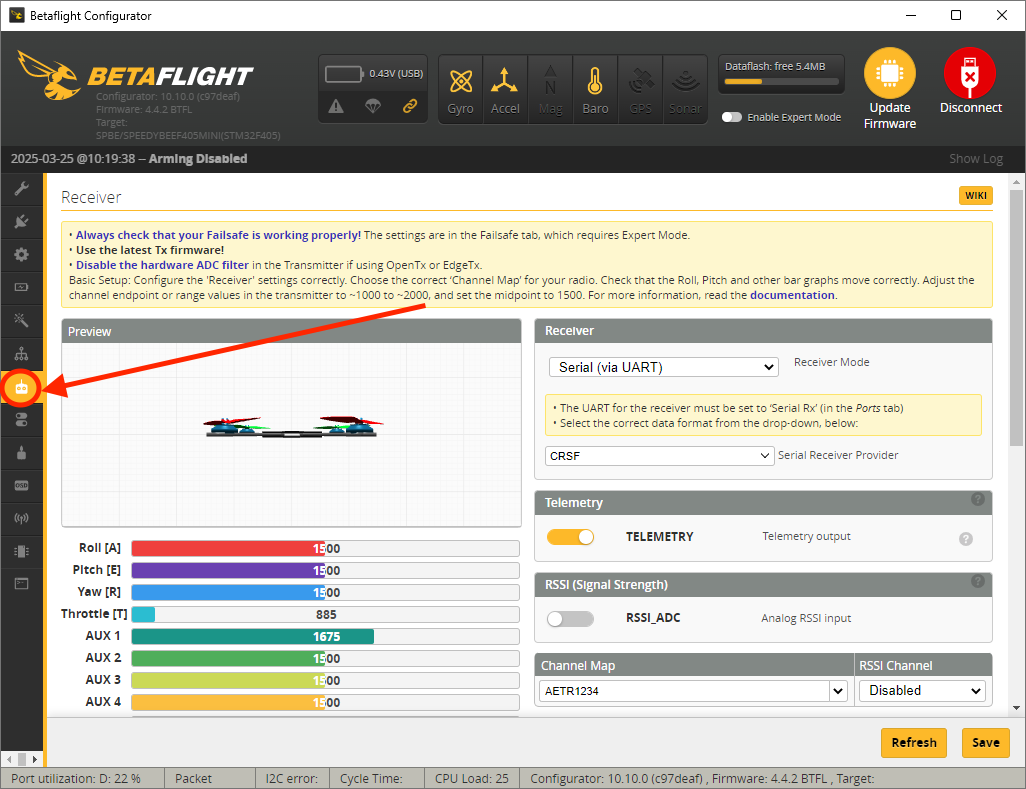 Betaflight Configurator
BETAFLIGHT
Configurator: 10.10.0 (c97deaf)
Firmware: 4.4.2 BTFL
Target:
SPBE/SPEEDYBEEF405MINI(STM32F405)
0.43V (USB)
Gyro
Accel
N
Mag
Baro
GPS
Sonar
Dataflash: free 5.4MB
Enable Expert Mode
Update
Firmware
Disconnect
2025-03-25 @10:19:38 -- Arming Disabled
Show Log
Receiver
WIKI
• Always check that your Failsafe is working properly! The settings are in the Failsafe tab, which requires Expert Mode.
• Use the latest Tx firmware!
• Disable the hardware ADC filter in the Transmitter if using OpenTx or EdgeTx.
Basic Setup: Configure the 'Receiver' settings correctly. Choose the correct 'Channel Map' for your radio. Check that the Roll, Pitch and other bar graphs move correctly. Adjust the
channel endpoint or range values in the transmitter to ~1000 to ~2000, and set the midpoint to 1500. For more information, read the documentation.
Preview
Roll [A] 1500
Pitch [E] 1500
Yaw [R] 1500
Throttle [T] 885
AUX 1 1675
AUX 2 1500
AUX 3 1500
AUX 4 1500
Receiver
Serial (via UART) Receiver Mode
• The UART for the receiver must be set to 'Serial Rx' (in the Ports tab)
• Select the correct data format from the drop-down, below:
CRSF Serial Receiver Provider
Telemetry ?
TELEMETRY Telemetry output ?
RSSI (Signal Strength) ?
RSSI_ADC Analog RSSI input
Channel Map RSSI Channel
AETR1234 Disabled
OSD
Refresh Save
Port utilization: D: 22 % Packet I2C error: Cycle Time: CPU Load: 25 Configurator: 10.10.0 (c97deaf) , Firmware: 4.4.2 BTFL , Target: